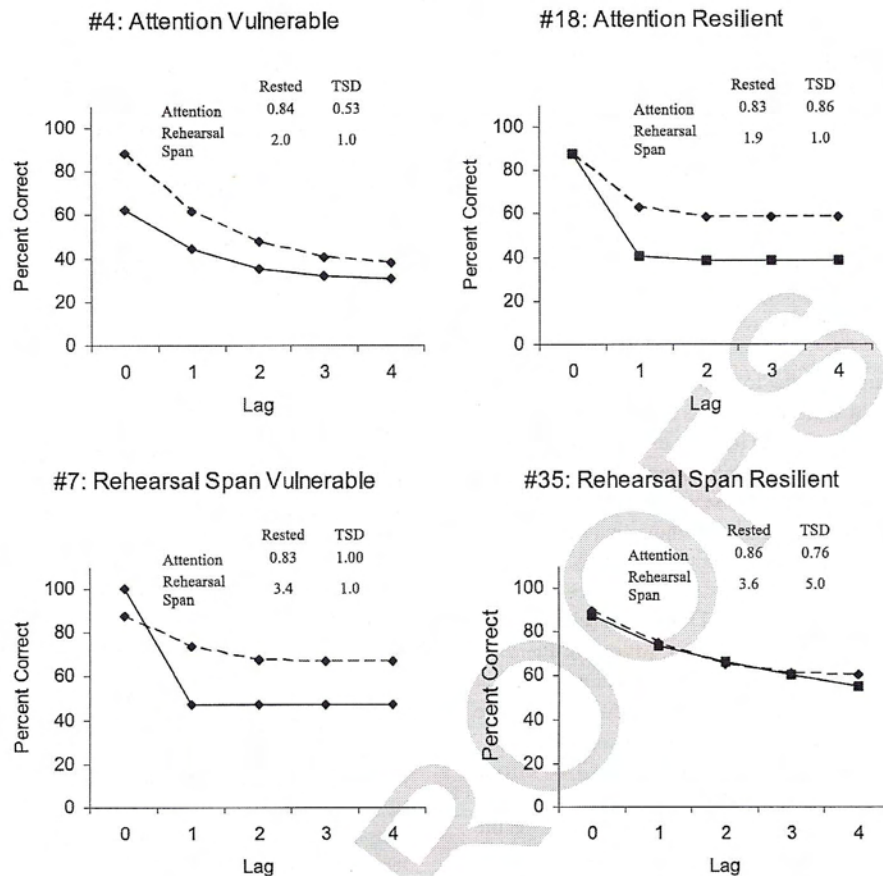 #4: Attention Vulnerable
Rested TSD
Attention 0.84 0.53
Rehearsal
Span 2.0 1.0
Percent Correct
100
80
60
40
20
0
0 1 2 3 4
Lag
#18: Attention Resilient
Rested TSD
Attention 0.83 0.86
Rehearsal
Span 1.9 1.0
Percent Correct
100
80
60
40
20
0
0 1 2 3 4
Lag
#7: Rehearsal Span Vulnerable
Rested TSD
Attention 0.83 1.00
Rehearsal
Span 3.4 1.0
Percent Correct
100
80
60
40
20
0
0 1 2 3 4
Lag
#35: Rehearsal Span Resilient
Rested TSD
Attention 0.86 0.76
Rehearsal
Span 3.6 5.0
Percent Correct
100
80
60
40
20
0
0 1 2 3 4
Lag
ROOFS